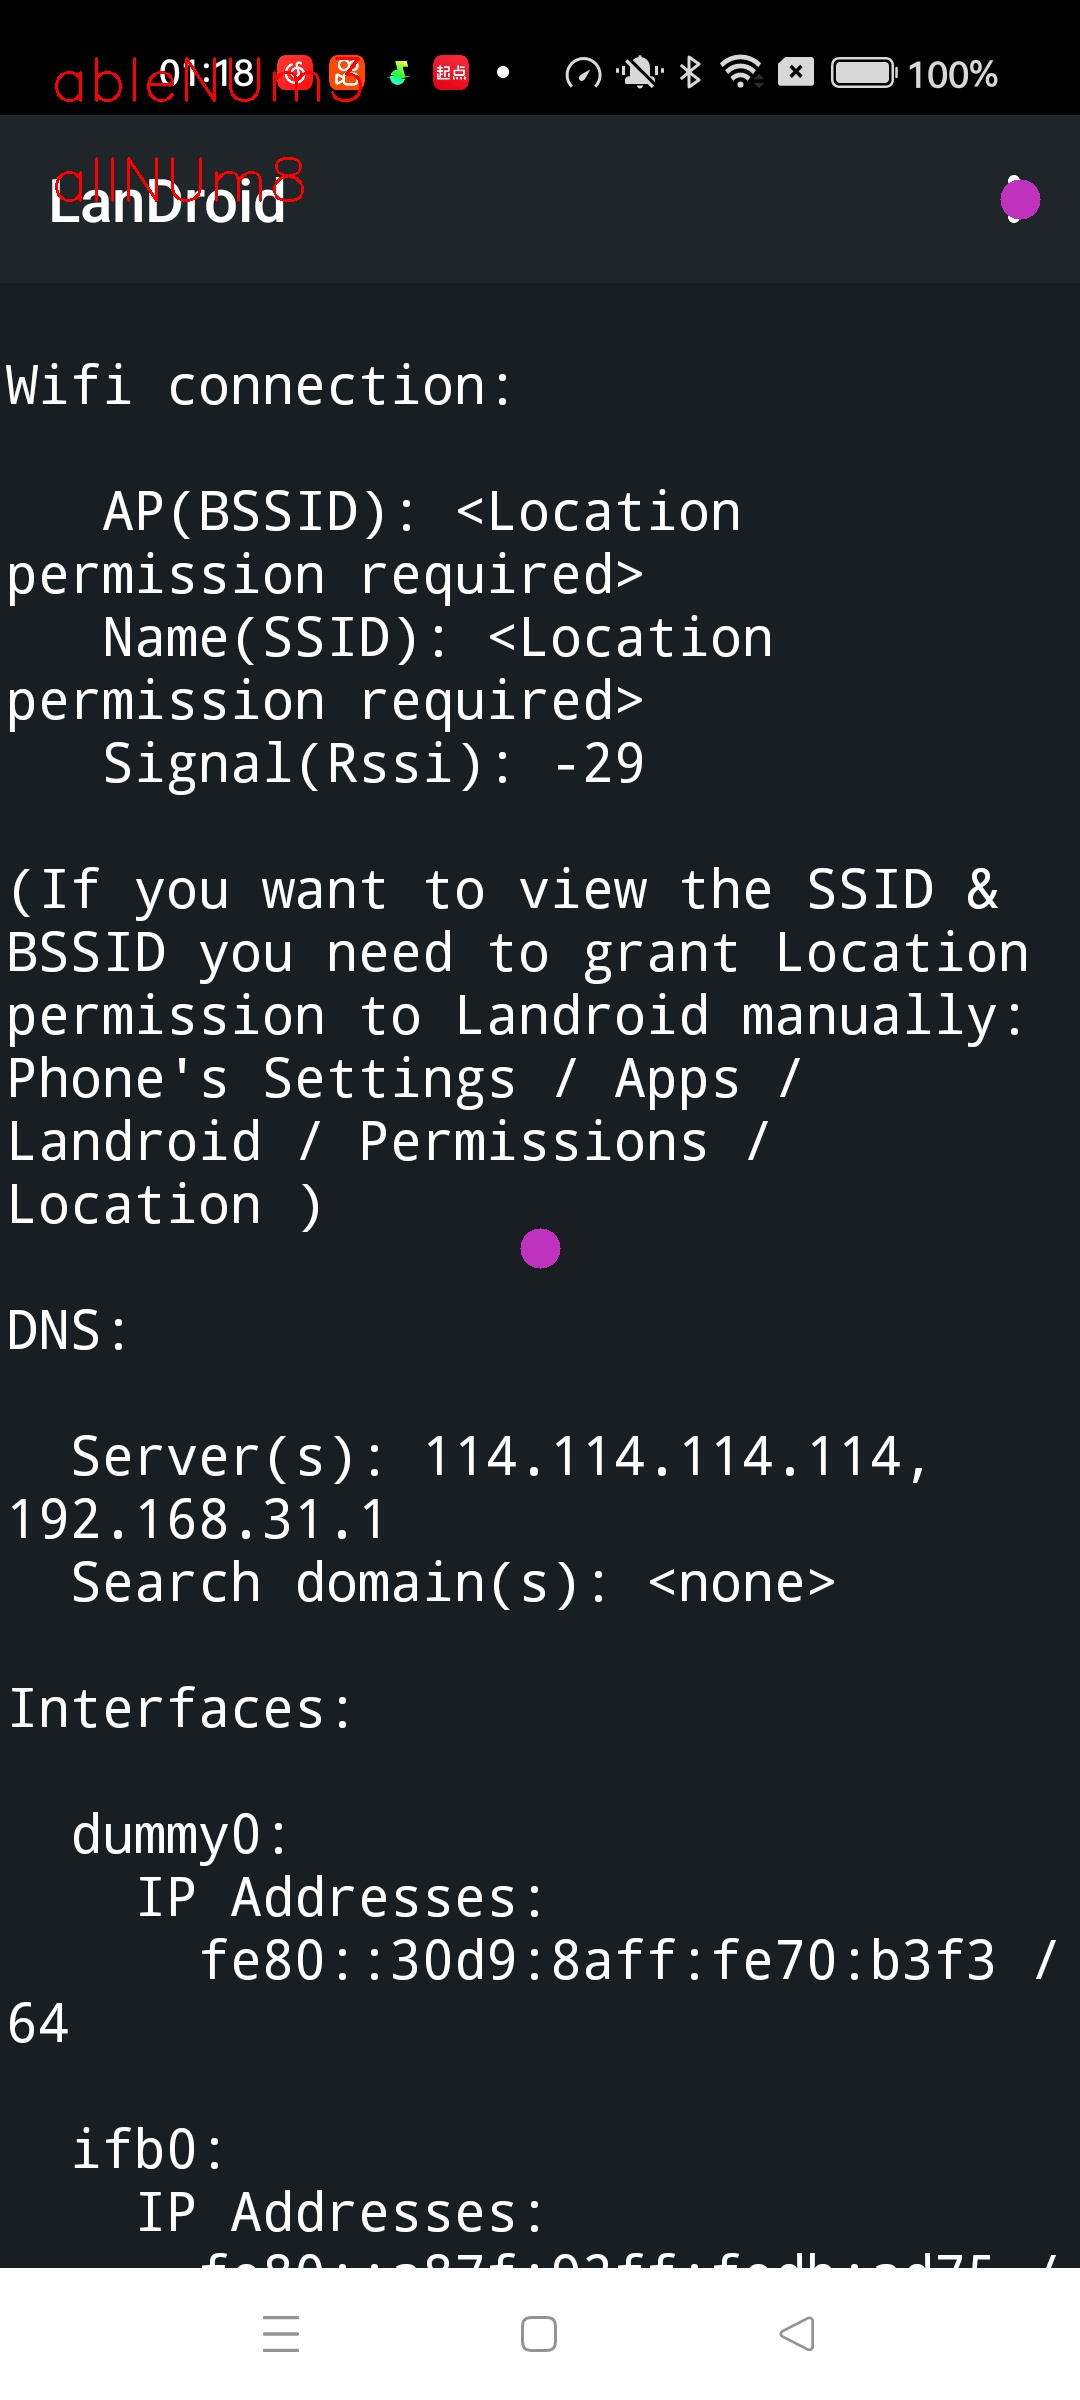 01:18 起点 100%
ableNUm5
allNUm8
LanDroid
Wifi connection:
AP(BSSID): <Location
permission required>
Name(SSID): <Location
permission required>
Signal(Rssi): -29
(If you want to view the SSID &
BSSID you need to grant Location
permission to Landroid manually:
Phone's Settings / Apps /
Landroid / Permissions /
Location )
DNS:
Server(s): 114.114.114.114,
192.168.31.1
Search domain(s): <none>
Interfaces:
dummy0:
IP Addresses:
fe80::30d9:8aff:fe70:b3f3 /
64
ifb0:
IP Addresses: